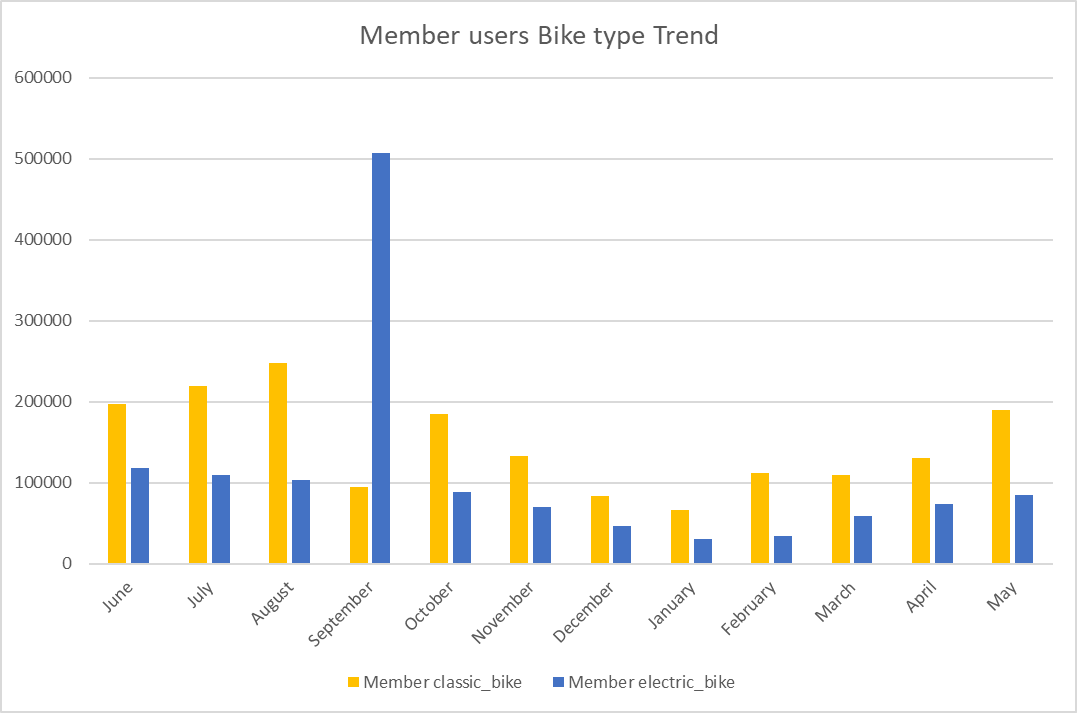 Member users Bike type Trend
600000
500000
400000
300000
200000
100000
0
June
July
August
September
October
November
December
January
February
March
April
May
Member classic_bike
Member electric_bike